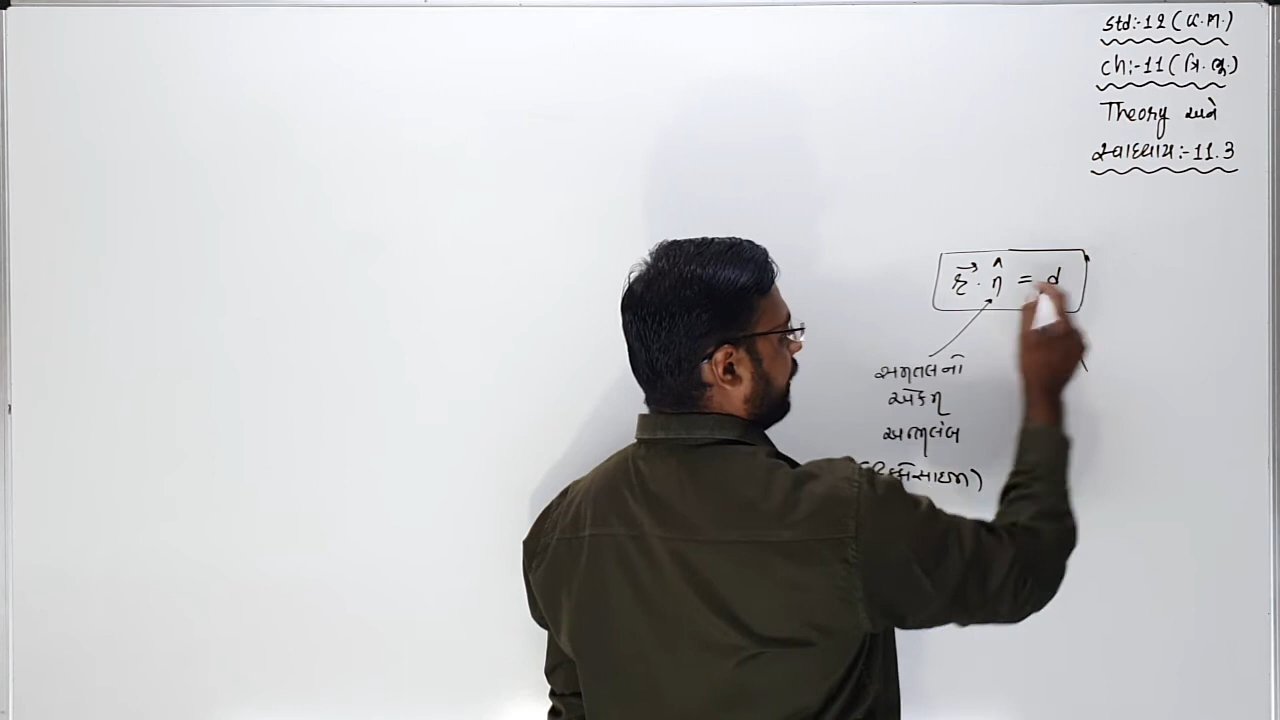 Std:-12 (પ્ર.મ.)
Ch:-11 (ત્રિ.ભૂ.)
Theory અને
સ્વાધ્યાય:-11.3
r⃗ · n̂ = d
સમતલનો
એકમ
અભિલંબ